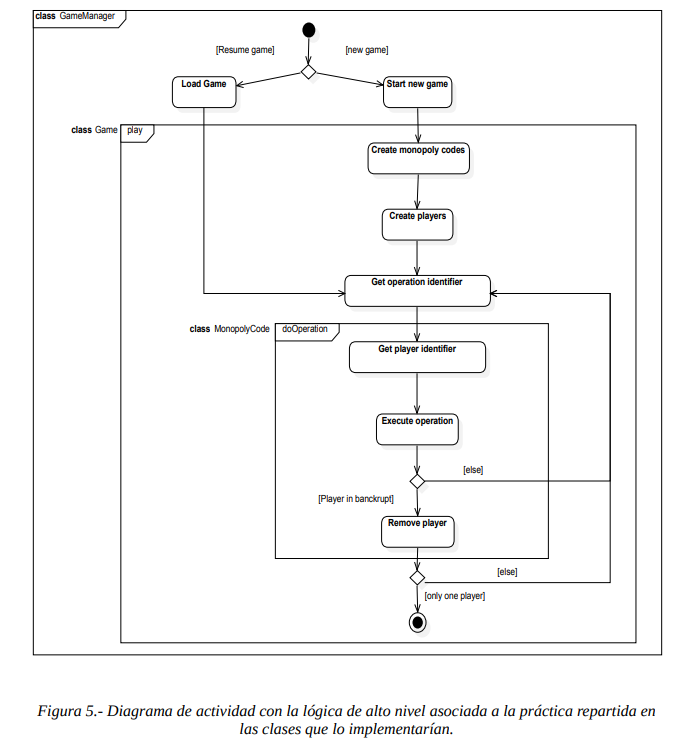 class GameManager
[Resume game]
[new game]
Load Game
Start new game
class Game
play
Create monopoly codes
Create players
Get operation identifier
class MonopolyCode
doOperation
Get player identifier
Execute operation
[else]
[Player in banckrupt]
Remove player
[else]
[only one player]
Figura 5.- Diagrama de actividad con la lógica de alto nivel asociada a la práctica repartida en
las clases que lo implementarían.